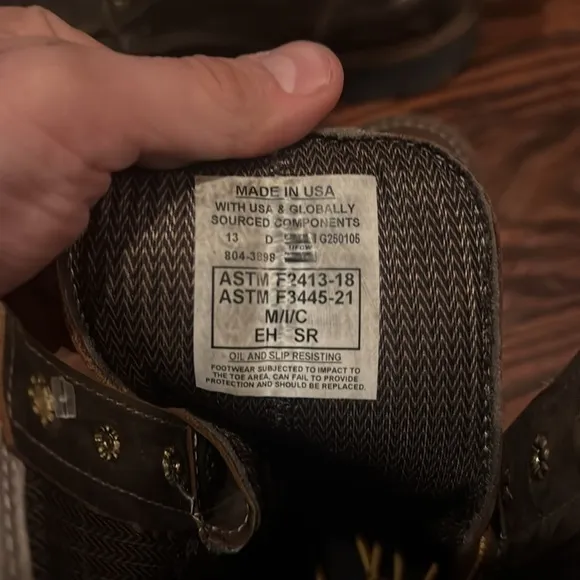 MADE IN USA
WITH USA & GLOBALLY
SOURCED COMPONENTS
13 D G250105
UFCW
804-3898
ASTM F2413-18
ASTM F3445-21
M/I/C
EH SR
OIL AND SLIP RESISTING
FOOTWEAR SUBJECTED TO IMPACT TO
THE TOE AREA, CAN FAIL TO PROVIDE
PROTECTION AND SHOULD BE REPLACED.